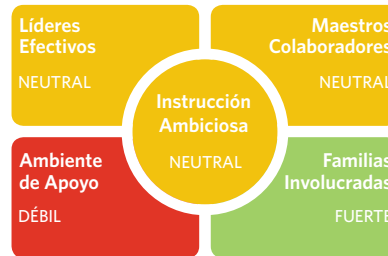 Líderes
Efectivos
NEUTRAL
Maestros
Colaboradores
NEUTRAL
Instrucción
Ambiciosa
NEUTRAL
Ambiente
de Apoyo
DÉBIL
Familias
Involucradas
FUERTE